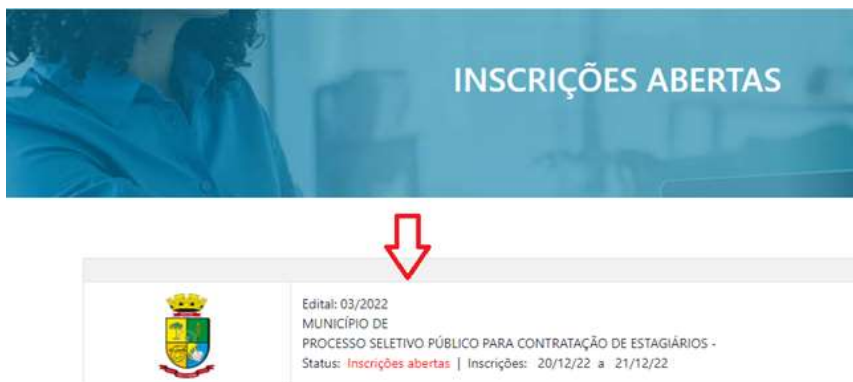 INSCRIÇÕES ABERTAS
Edital: 03/2022
MUNICÍPIO DE
PROCESSO SELETIVO PÚBLICO PARA CONTRATAÇÃO DE ESTAGIÁRIOS -
Status: Inscrições abertas | Inscrições: 20/12/22 a 21/12/22